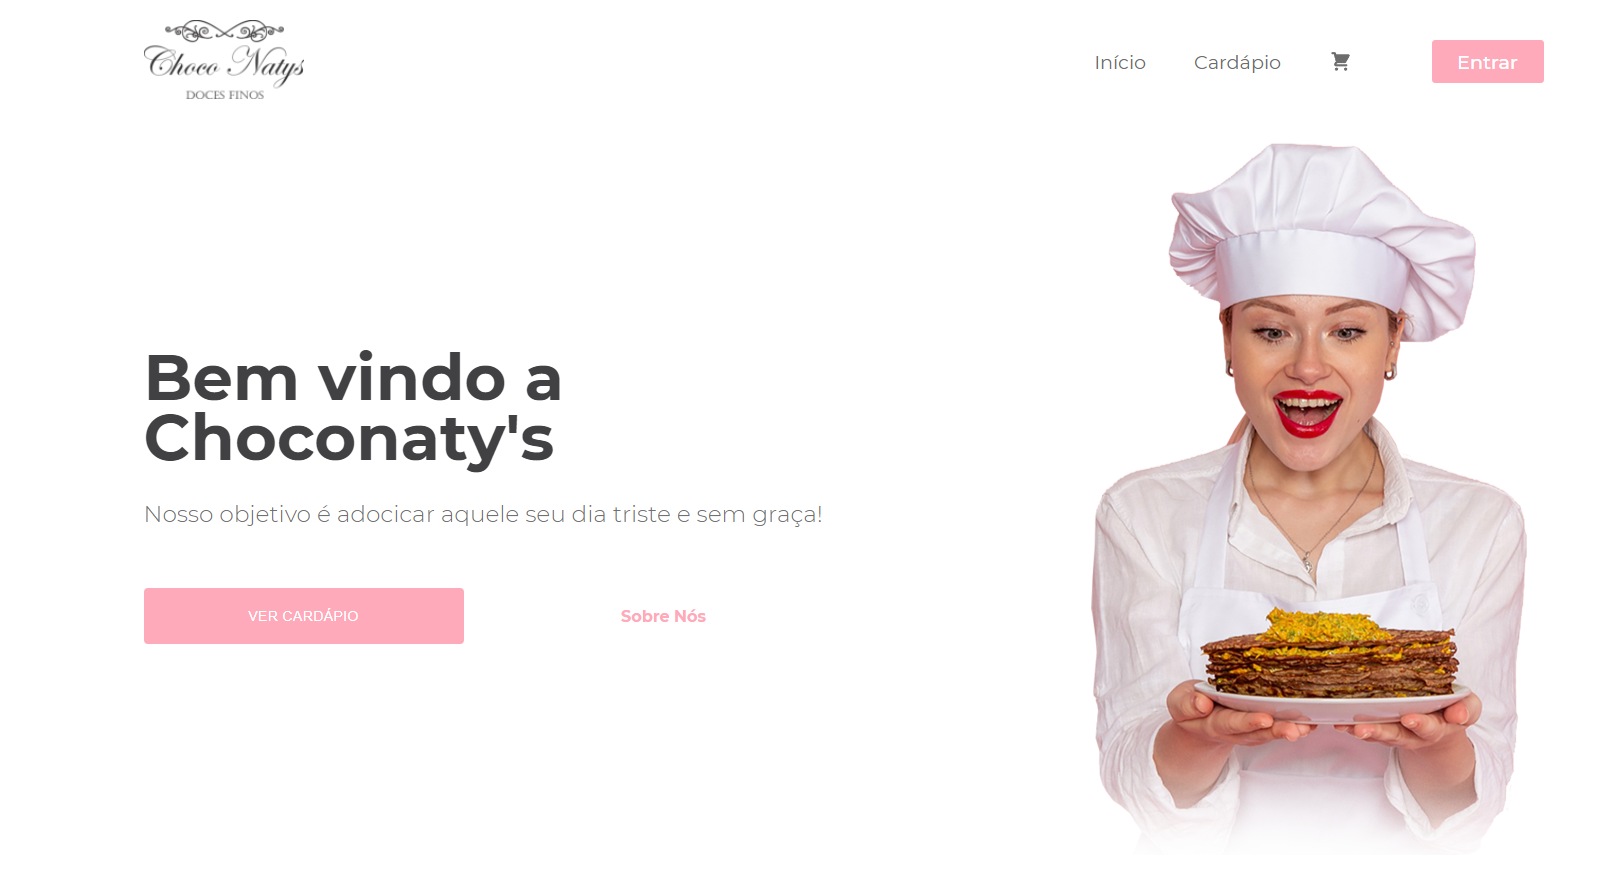 Choco Natys
DOCES FINOS
Início
Cardápio
Entrar
Bem vindo a
Choconaty's
Nosso objetivo é adocicar aquele seu dia triste e sem graça!
VER CARDÁPIO
Sobre Nós